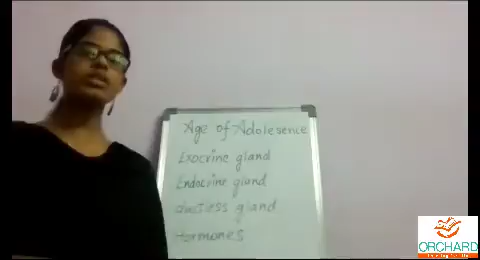 Age of Adolesence
Exocrine gland
Endocrine gland
ductless gland
Hormones
ORCHARD